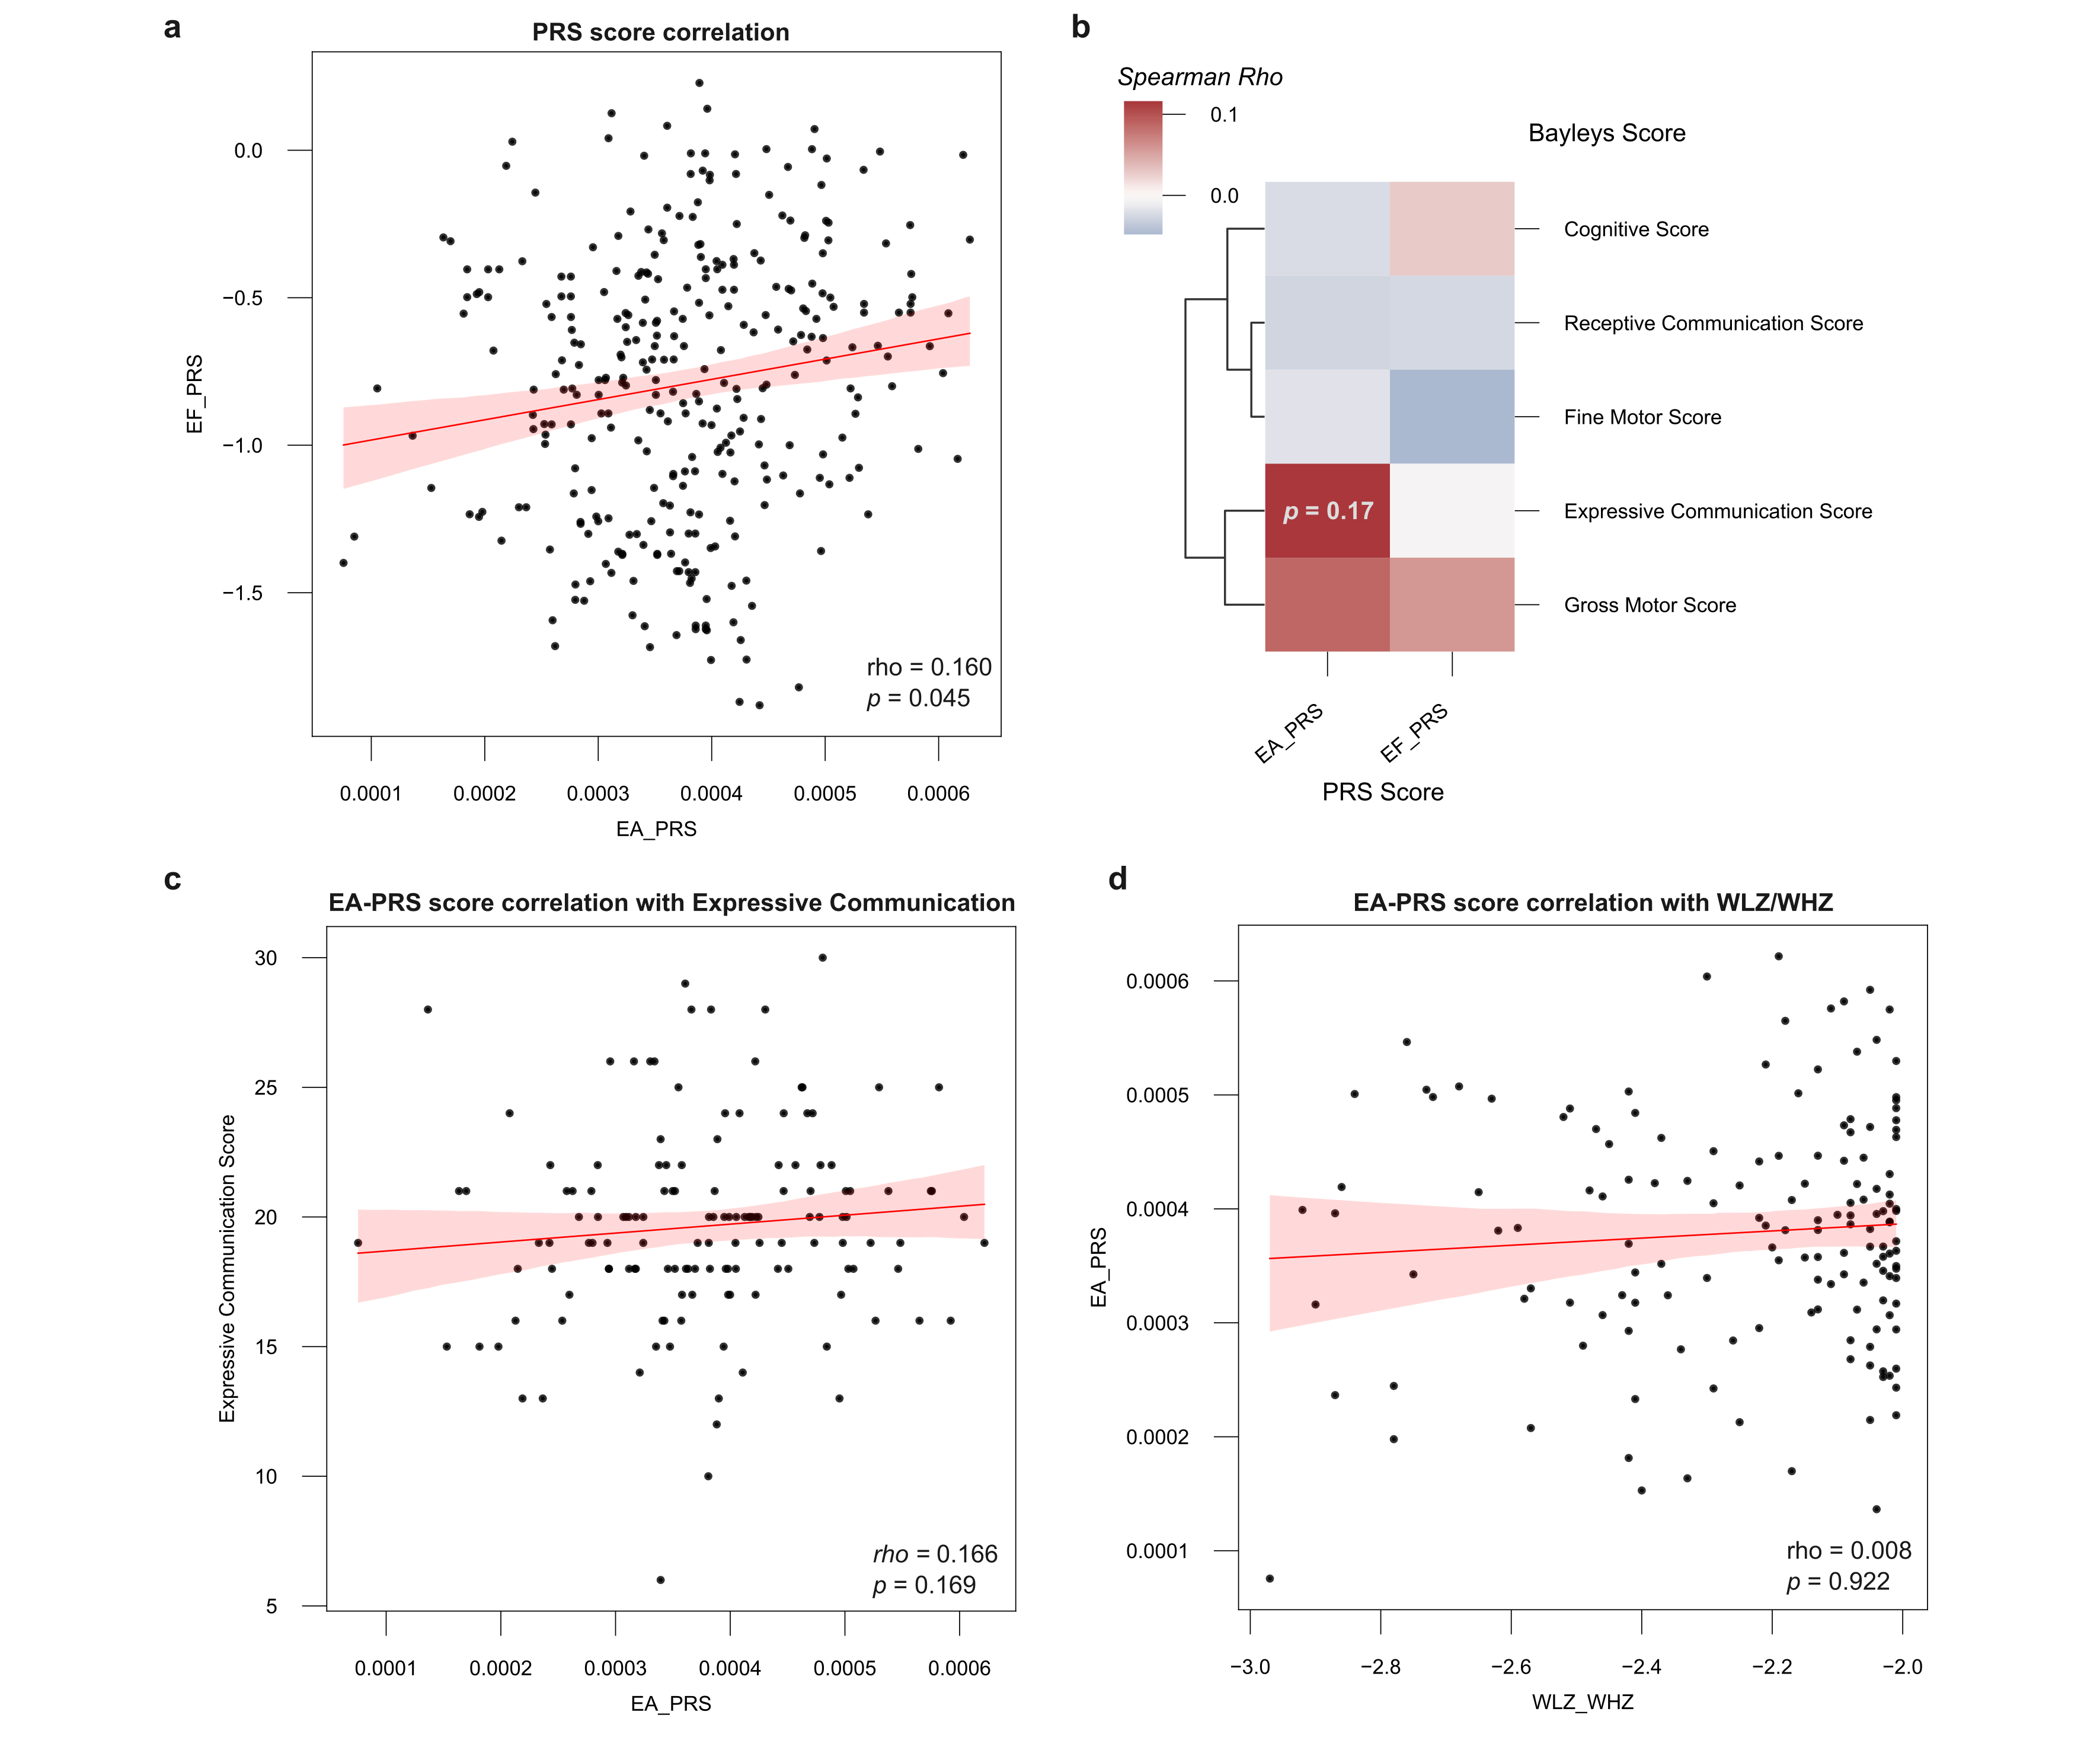 a
PRS score correlation
0.0
−0.5
−1.0
−1.5
EF_PRS
rho = 0.160
p = 0.045
0.0001 0.0002 0.0003 0.0004 0.0005 0.0006
EA_PRS
b
Spearman Rho
0.1
0.0
Bayleys Score
Cognitive Score
Receptive Communication Score
Fine Motor Score
p = 0.17
Expressive Communication Score
Gross Motor Score
EA_PRS EF_PRS
PRS Score
c
EA-PRS score correlation with Expressive Communication
30
25
20
15
10
5
Expressive Communication Score
rho = 0.166
p = 0.169
0.0001 0.0002 0.0003 0.0004 0.0005 0.0006
EA_PRS
d
EA-PRS score correlation with WLZ/WHZ
0.0006
0.0005
0.0004
0.0003
0.0002
0.0001
EA_PRS
rho = 0.008
p = 0.922
−3.0 −2.8 −2.6 −2.4 −2.2 −2.0
WLZ_WHZ